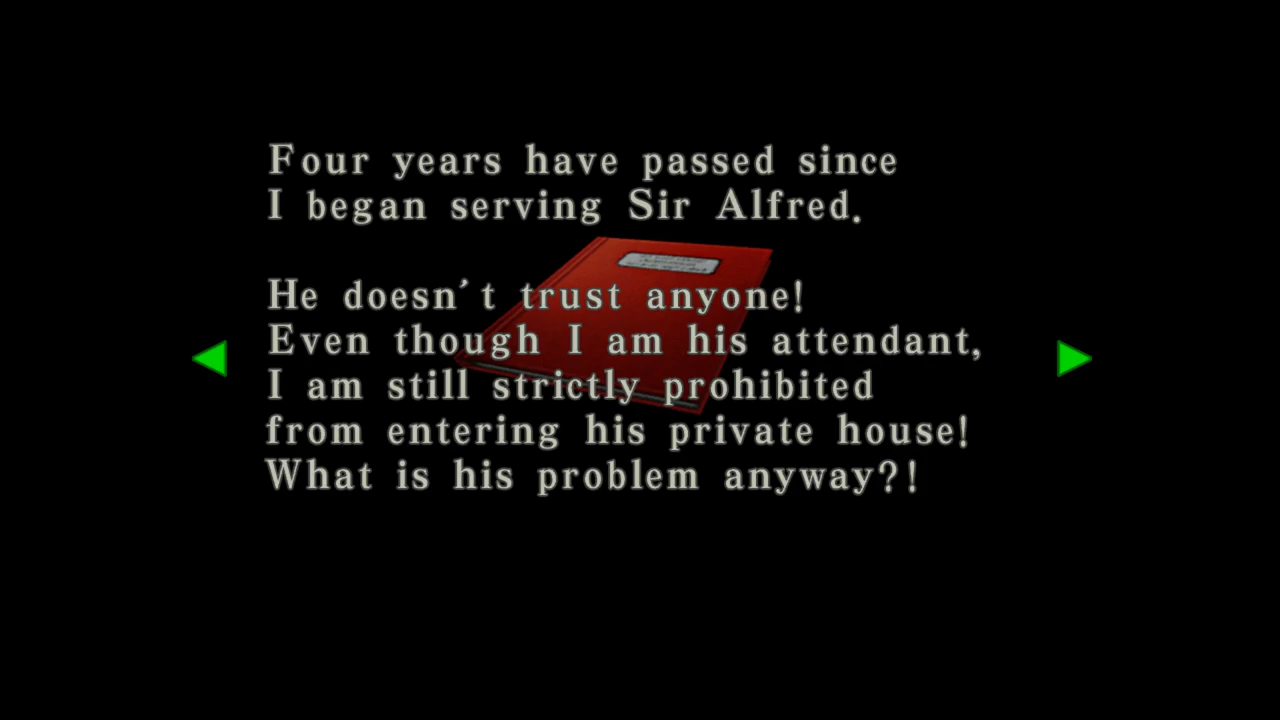 Four years have passed since
I began serving Sir Alfred.
He doesn't trust anyone!
Even though I am his attendant,
I am still strictly prohibited
from entering his private house!
What is his problem anyway?!